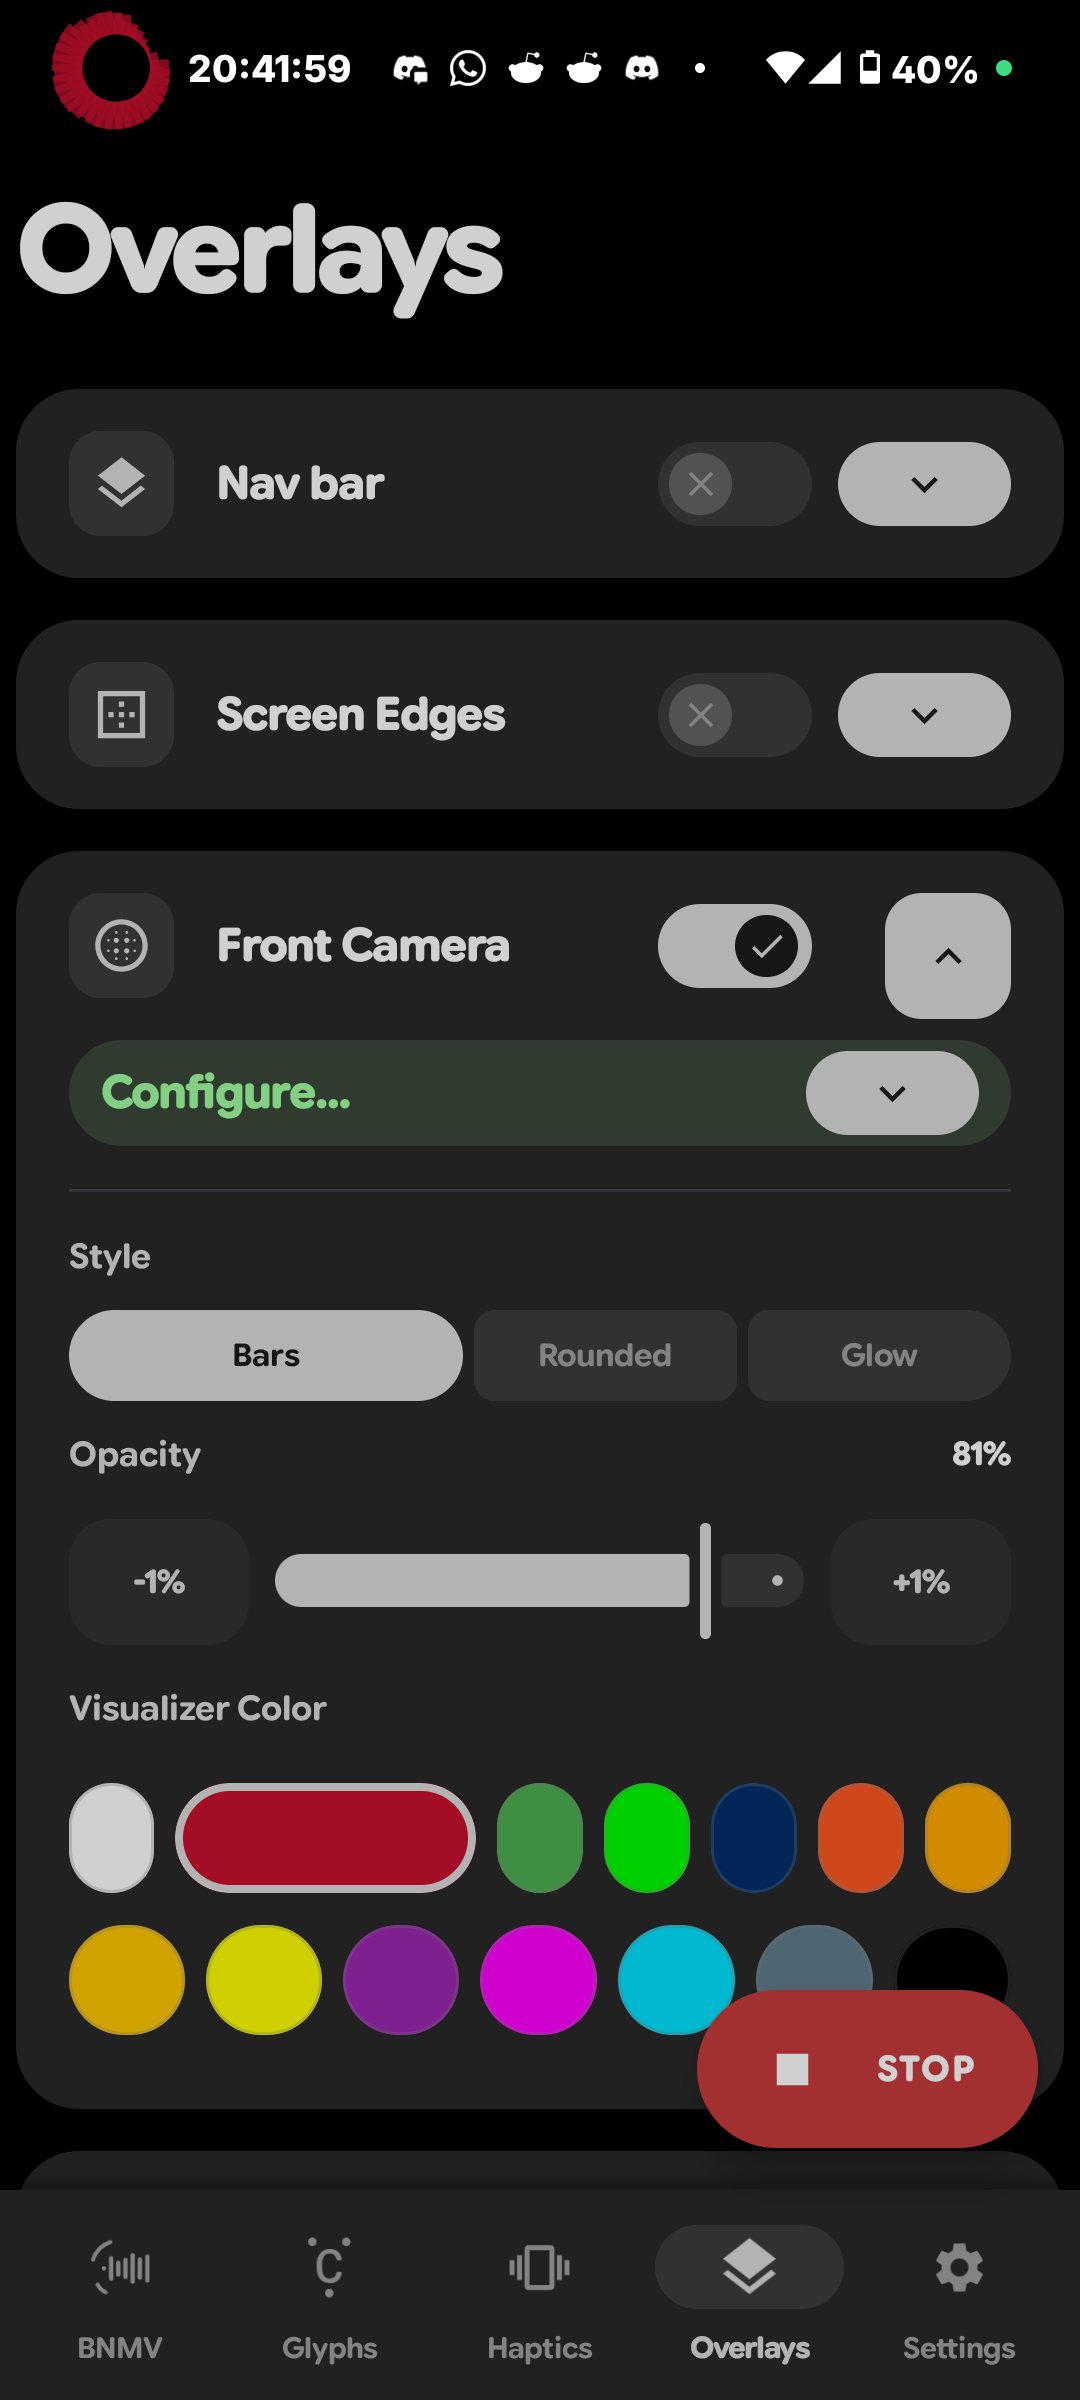 20:41:59 40%
Overlays
Nav bar
Screen Edges
Front Camera
Configure...
Style
Bars Rounded Glow
Opacity 81%
-1% +1%
Visualizer Color
STOP
BNMV Glyphs Haptics Overlays Settings